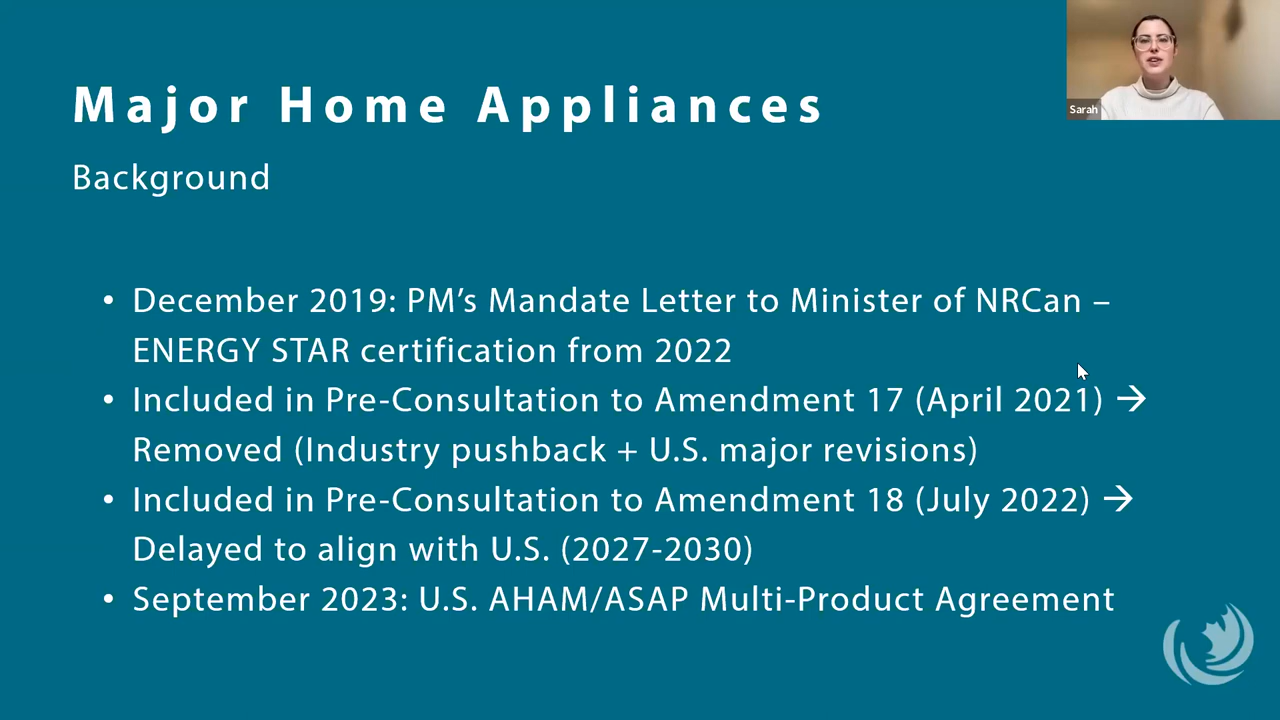 Major Home Appliances
Sarah
Background
• December 2019: PM’s Mandate Letter to Minister of NRCan –
ENERGY STAR certification from 2022
• Included in Pre-Consultation to Amendment 17 (April 2021) →
Removed (Industry pushback + U.S. major revisions)
• Included in Pre-Consultation to Amendment 18 (July 2022) →
Delayed to align with U.S. (2027-2030)
• September 2023: U.S. AHAM/ASAP Multi-Product Agreement